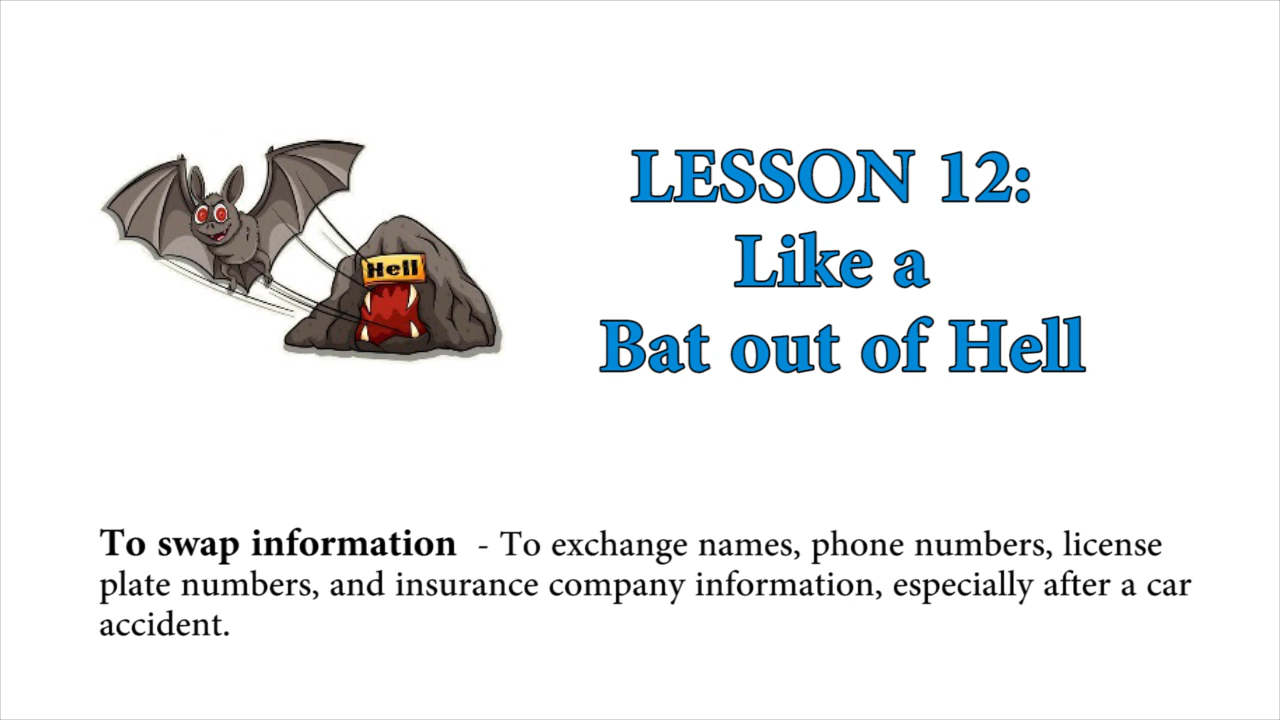 Hell
LESSON 12:
Like a
Bat out of Hell
To swap information - To exchange names, phone numbers, license
plate numbers, and insurance company information, especially after a car
accident.